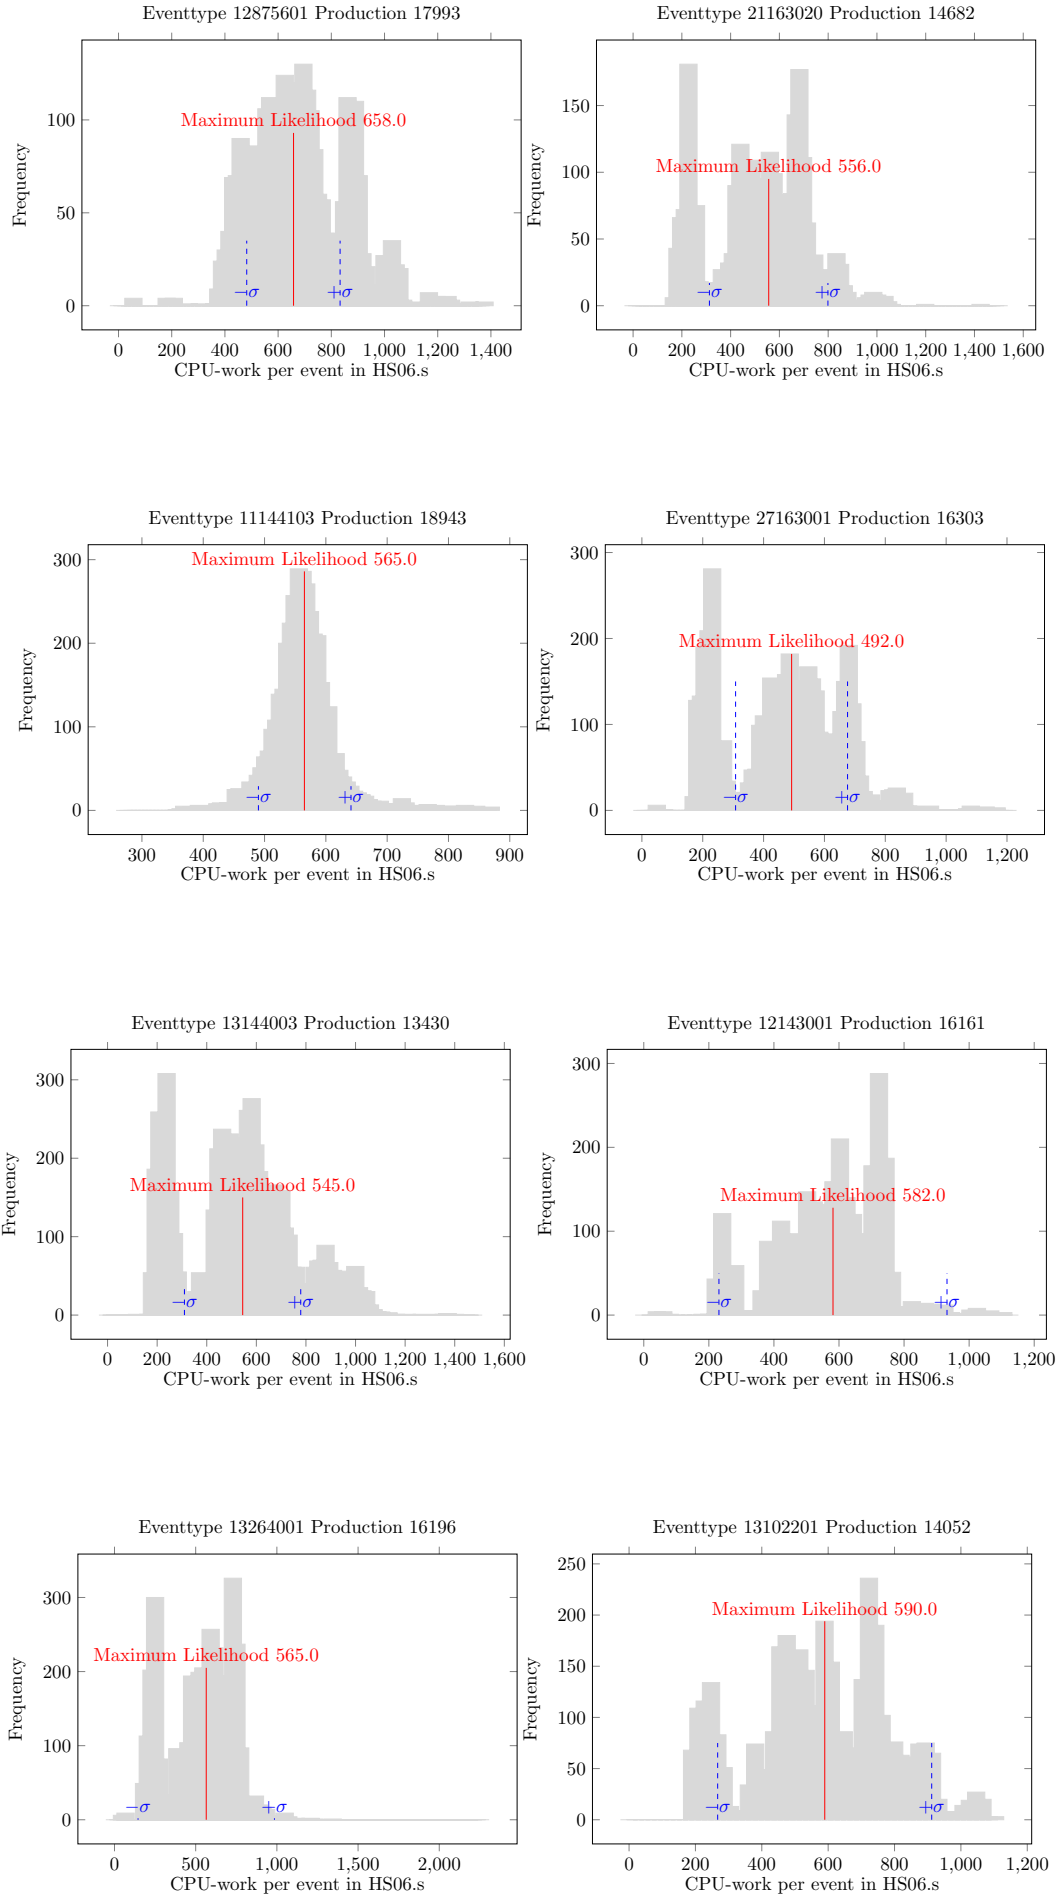 Eventtype 12875601 Production 17993
100
50
0
Frequency
Maximum Likelihood 658.0
−σ
+σ
0 200 400 600 800 1,000 1,200 1,400
CPU-work per event in HS06.s
Eventtype 21163020 Production 14682
150
100
50
0
Frequency
Maximum Likelihood 556.0
−σ
+σ
0 200 400 600 800 1,000 1,200 1,400 1,600
CPU-work per event in HS06.s
Eventtype 11144103 Production 18943
300
200
100
0
Frequency
Maximum Likelihood 565.0
−σ
+σ
300 400 500 600 700 800 900
CPU-work per event in HS06.s
Eventtype 27163001 Production 16303
300
200
100
0
Frequency
Maximum Likelihood 492.0
−σ
+σ
0 200 400 600 800 1,000 1,200
CPU-work per event in HS06.s
Eventtype 13144003 Production 13430
300
200
100
0
Frequency
Maximum Likelihood 545.0
−σ
+σ
0 200 400 600 800 1,000 1,200 1,400 1,600
CPU-work per event in HS06.s
Eventtype 12143001 Production 16161
300
200
100
0
Frequency
Maximum Likelihood 582.0
−σ
+σ
0 200 400 600 800 1,000 1,200
CPU-work per event in HS06.s
Eventtype 13264001 Production 16196
300
200
100
0
Frequency
Maximum Likelihood 565.0
−σ
+σ
0 500 1,000 1,500 2,000
CPU-work per event in HS06.s
Eventtype 13102201 Production 14052
250
200
150
100
50
0
Frequency
Maximum Likelihood 590.0
−σ
+σ
0 200 400 600 800 1,000 1,200
CPU-work per event in HS06.s